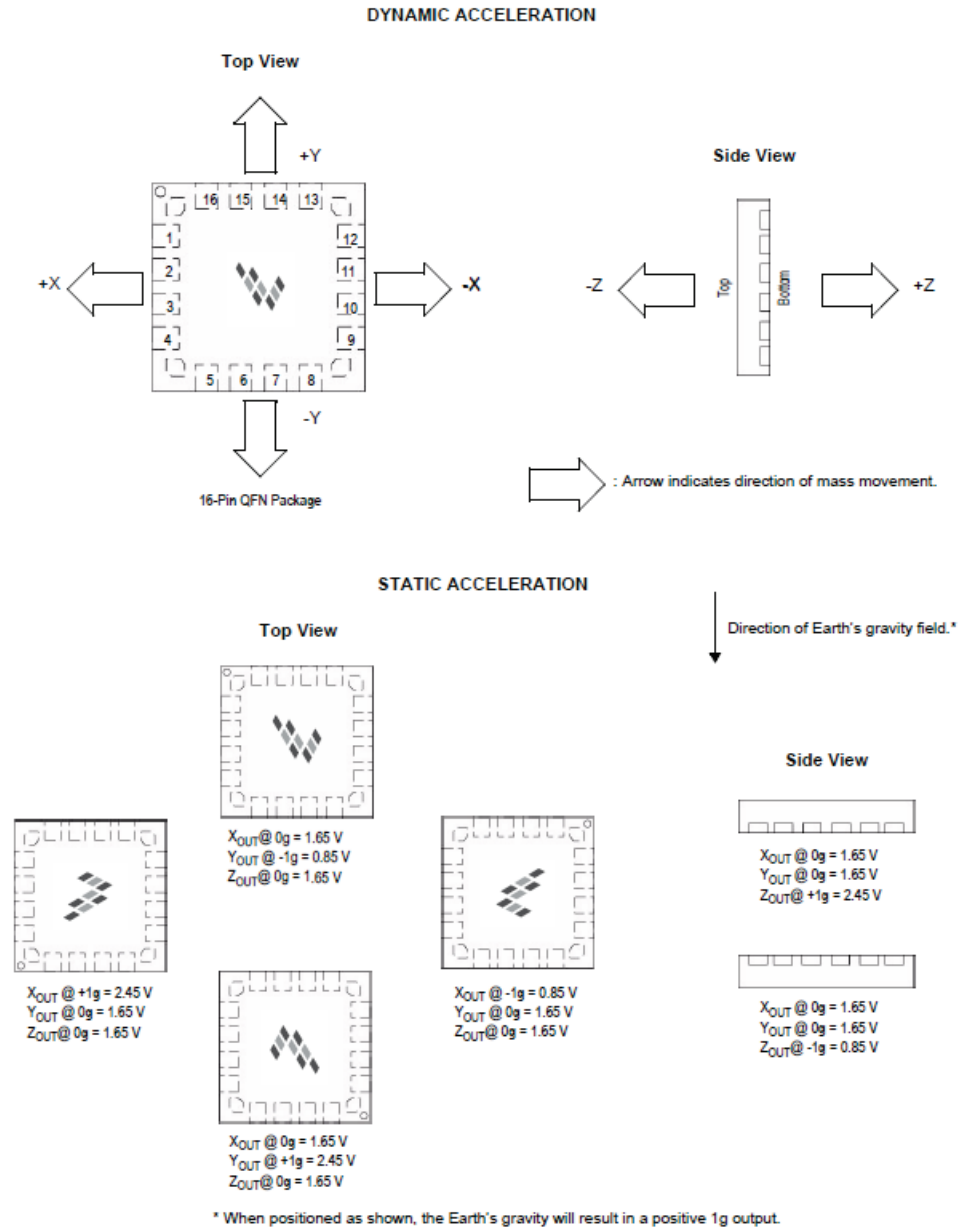 DYNAMIC ACCELERATION
Top View
+Y
Side View
16 15 14 13
1
2
3
4
12
11
10
9
5 6 7 8
+X
-X
-Y
16-Pin QFN Package
-Z
Top
Bottom
+Z
: Arrow indicates direction of mass movement.
STATIC ACCELERATION
Direction of Earth's gravity field.*
Top View
XOUT@ 0g = 1.65 V
YOUT @ -1g = 0.85 V
ZOUT@ 0g = 1.65 V
XOUT @ +1g = 2.45 V
YOUT @ 0g = 1.65 V
ZOUT@ 0g = 1.65 V
XOUT @ -1g = 0.85 V
YOUT @ 0g = 1.65 V
ZOUT@ 0g = 1.65 V
XOUT @ 0g = 1.65 V
YOUT @ +1g = 2.45 V
ZOUT@ 0g = 1.65 V
Side View
XOUT @ 0g = 1.65 V
YOUT @ 0g = 1.65 V
ZOUT@ +1g = 2.45 V
XOUT @ 0g = 1.65 V
YOUT @ 0g = 1.65 V
ZOUT@ -1g = 0.85 V
* When positioned as shown, the Earth's gravity will result in a positive 1g output.